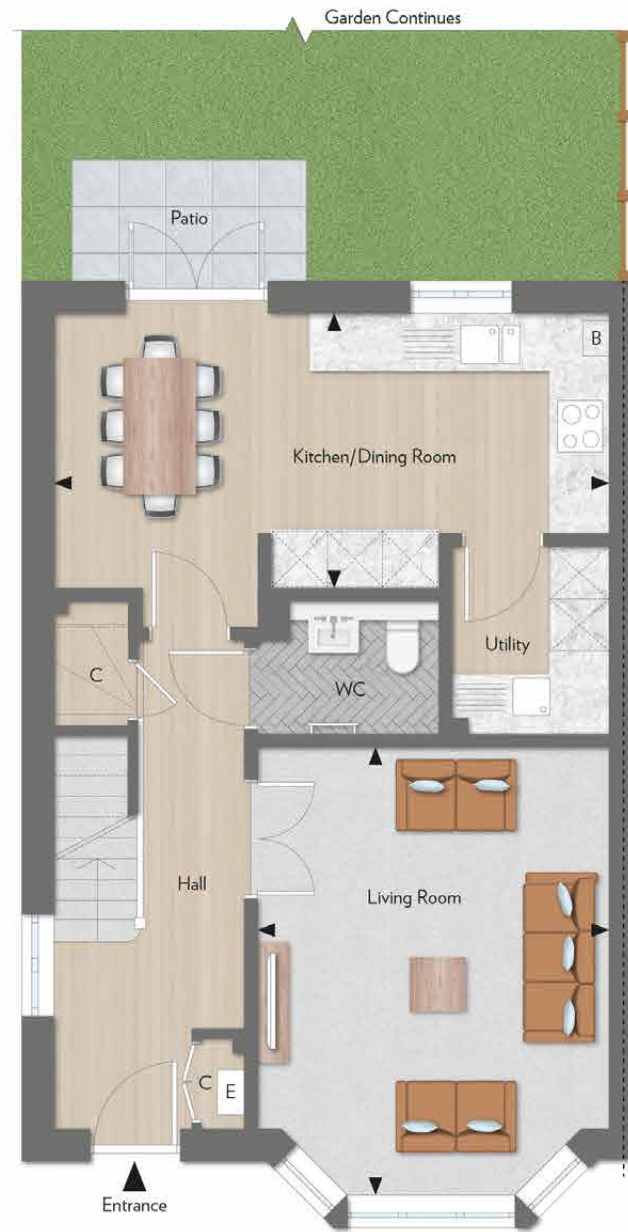 Garden Continues
Patio
B
Kitchen/Dining Room
Utility
C
WC
Hall
Living Room
C
E
Entrance